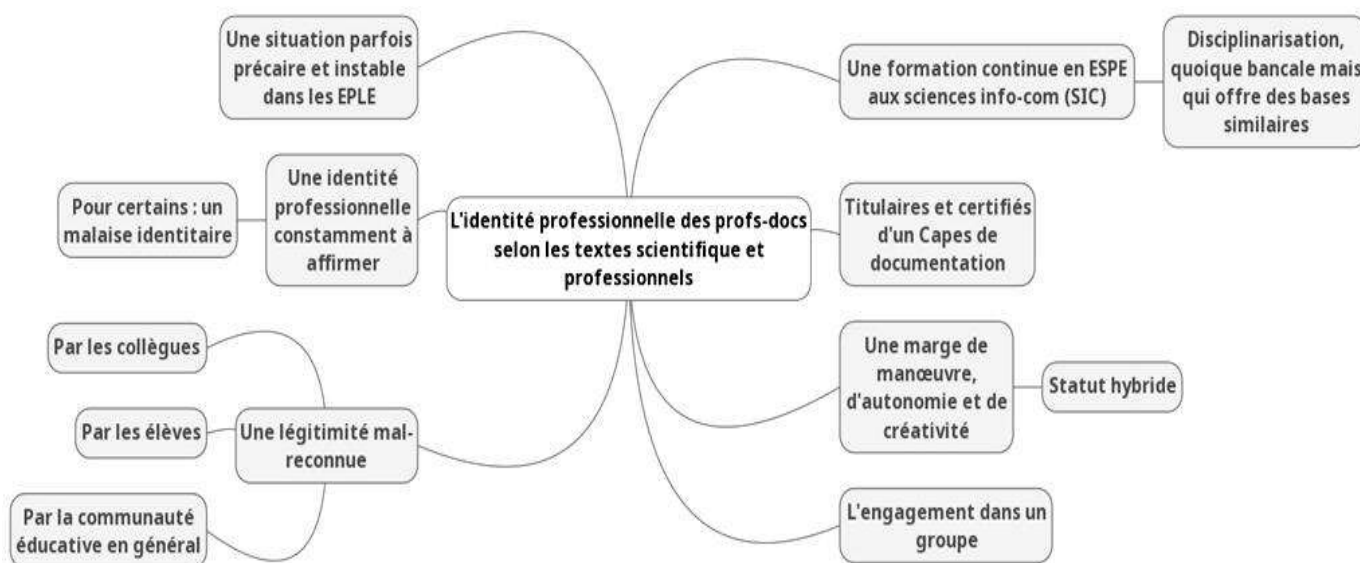 Une situation parfois
précaire et instable
dans les EPLE
Une formation continue en ESPE
aux sciences info-com (SIC)
Disciplinarisation,
quoique bancale mais
qui offre des bases
similaires
Pour certains : un
malaise identitaire
Une identité
professionnelle
constamment à
affirmer
L'identité professionnelle des profs-docs
selon les textes scientifique et
professionnels
Titulaires et certifiés
d'un Capes de
documentation
Par les collègues
Par les élèves
Par la communauté
éducative en général
Une légitimité mal-
reconnue
Une marge de
manœuvre,
d'autonomie et de
créativité
Statut hybride
L'engagement dans un
groupe